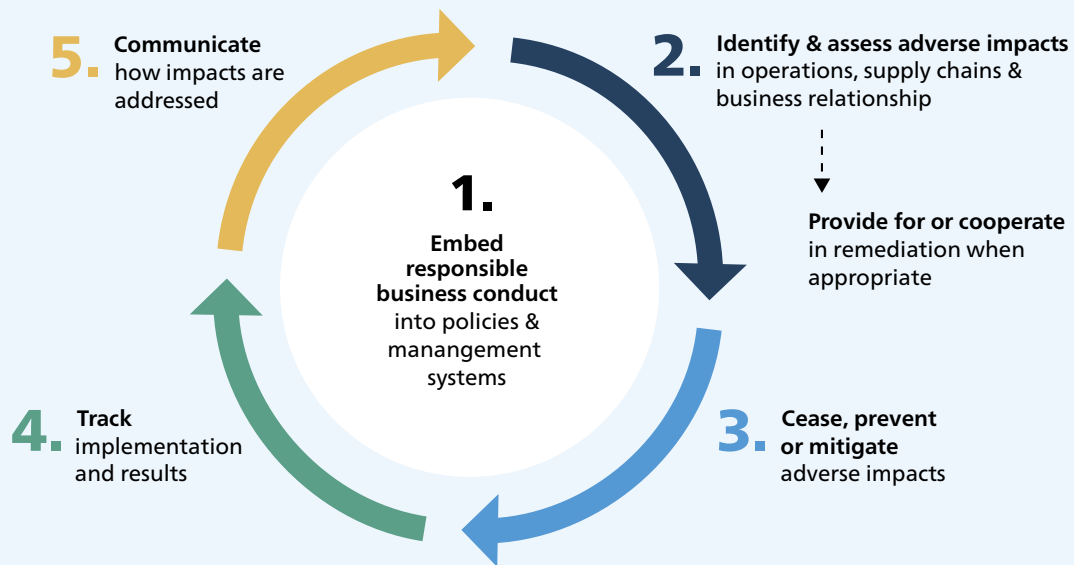 1.
Embed
responsible
business conduct
into policies &
manangement
systems
2.
Identify & assess adverse impacts
in operations, supply chains &
business relationship
Provide for or cooperate
in remediation when
appropriate
3.
Cease, prevent
or mitigate
adverse impacts
4.
Track
implementation
and results
5.
Communicate
how impacts are
addressed